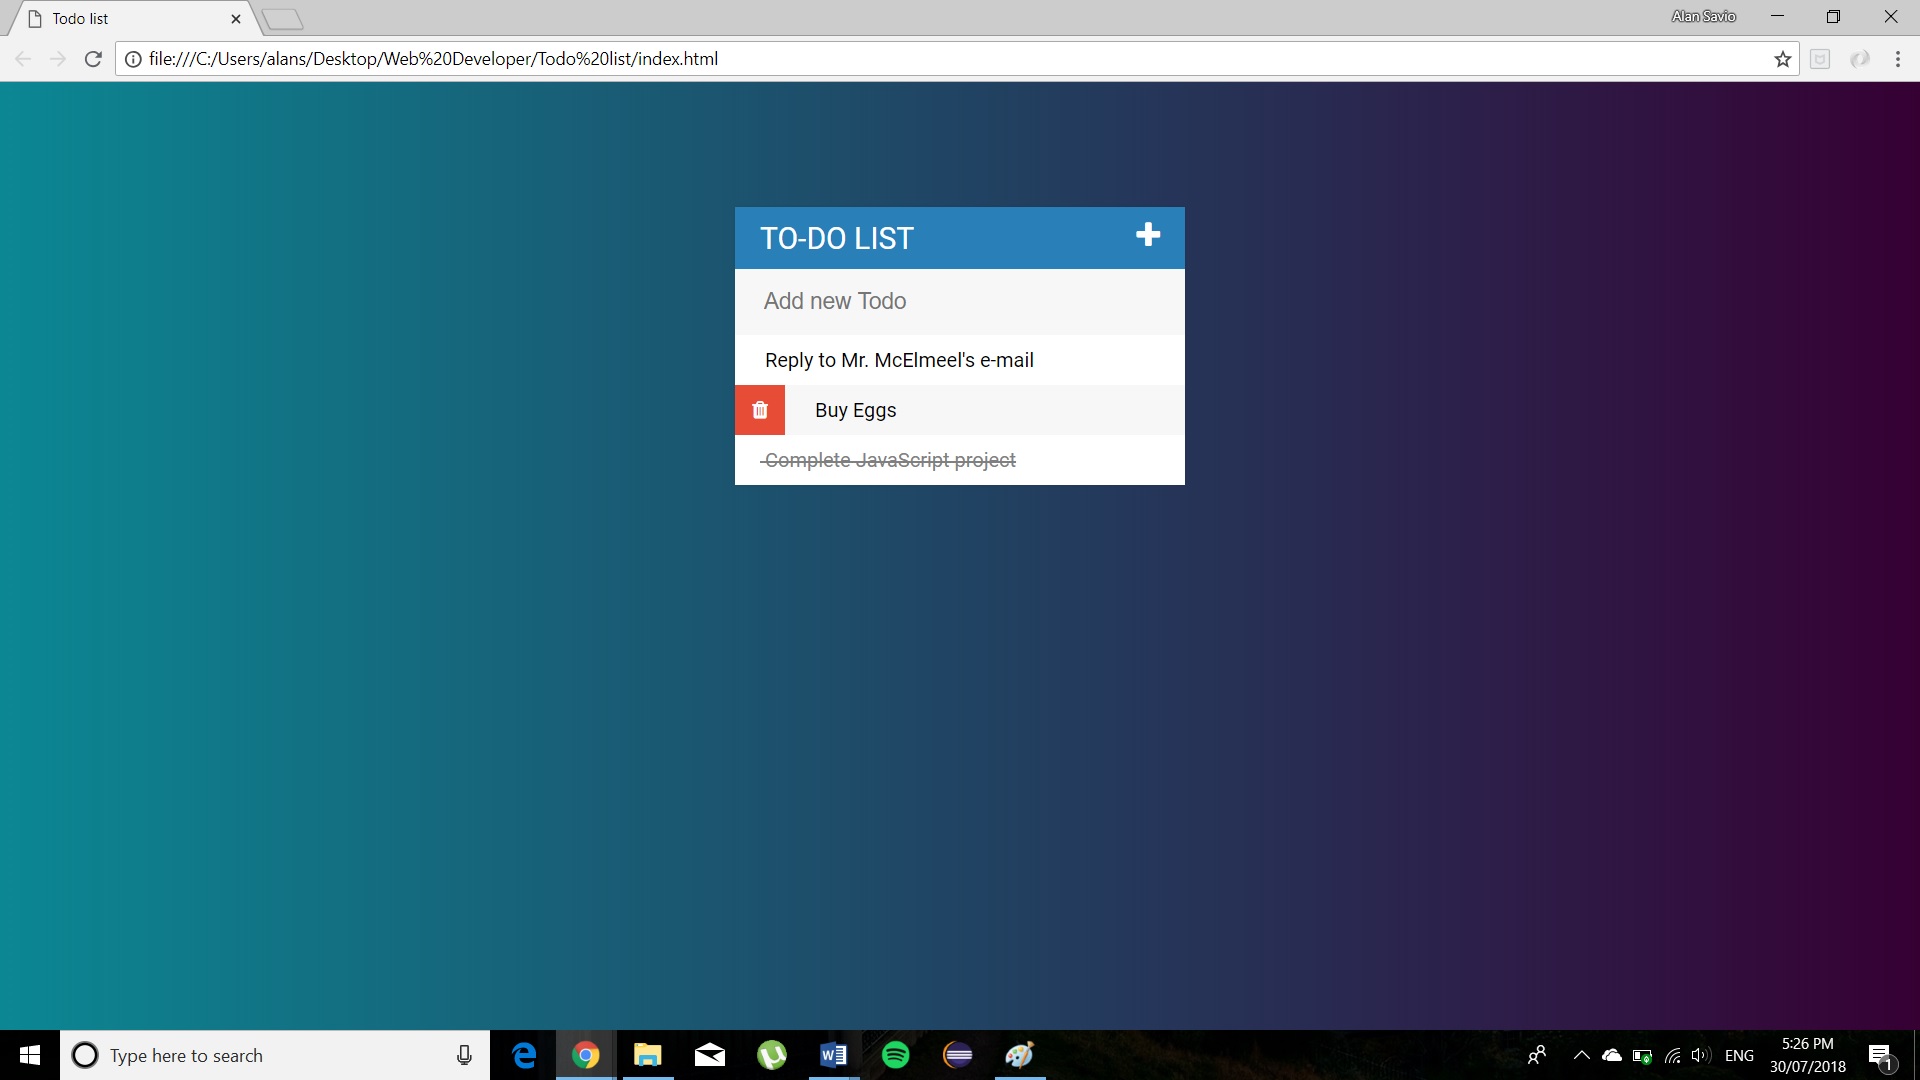 Todo list
Alan Savio
file:///C:/Users/alans/Desktop/Web%20Developer/Todo%20list/index.html
TO-DO LIST
Add new Todo
Reply to Mr. McElmeel's e-mail
Buy Eggs
Complete JavaScript project
Type here to search
ENG
5:26 PM
30/07/2018
1